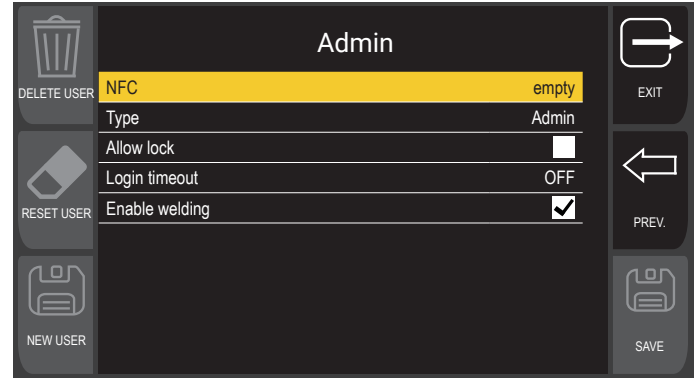 Admin
DELETE USER
EXIT
NFC empty
Type Admin
Allow lock
Login timeout OFF
RESET USER
Enable welding
PREV.
NEW USER
SAVE